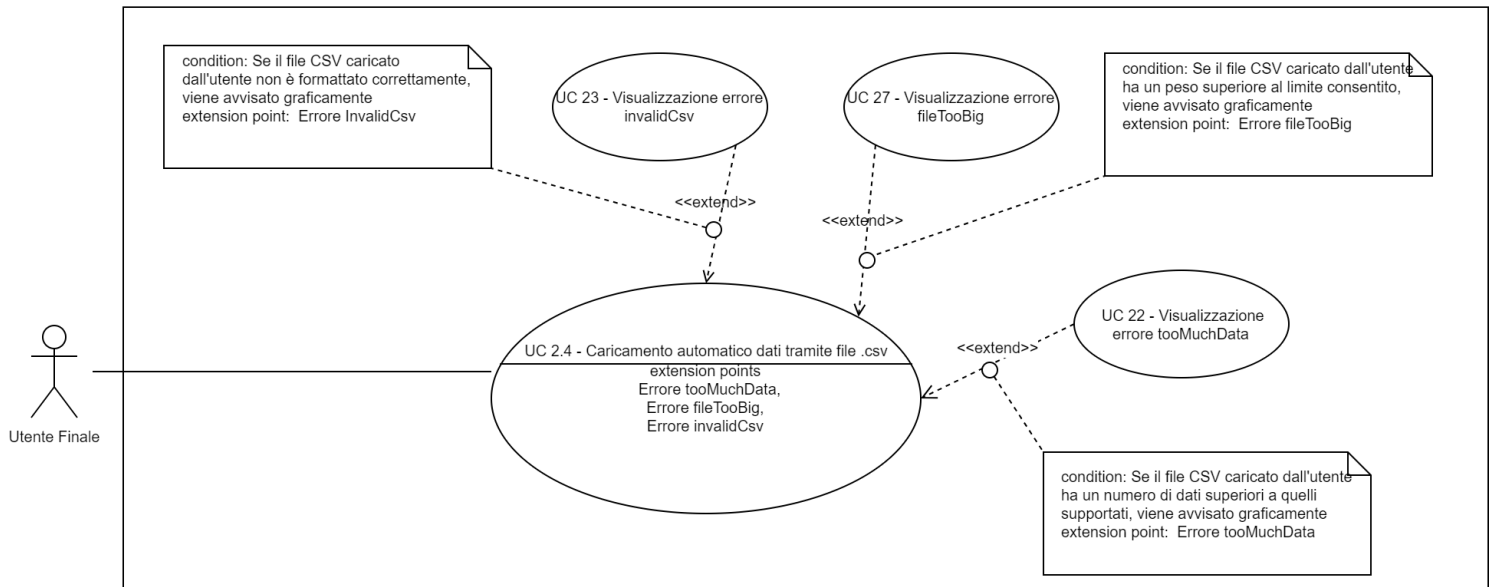 condition: Se il file CSV caricato
dall'utente non è formattato correttamente,
viene avvisato graficamente
extension point:  Errore InvalidCsv
UC 23 - Visualizzazione errore
invalidCsv
UC 27 - Visualizzazione errore
fileTooBig
condition: Se il file CSV caricato dall'utente
ha un peso superiore al limite consentito,
viene avvisato graficamente
extension point:  Errore fileTooBig
<<extend>>
<<extend>>
UC 22 - Visualizzazione
errore tooMuchData
<<extend>>
UC 2.4 - Caricamento automatico dati tramite file .csv
extension points
Errore tooMuchData,
Errore fileTooBig,
Errore invalidCsv
Utente Finale
condition: Se il file CSV caricato dall'utente
ha un numero di dati superiori a quelli
supportati, viene avvisato graficamente
extension point:  Errore tooMuchData